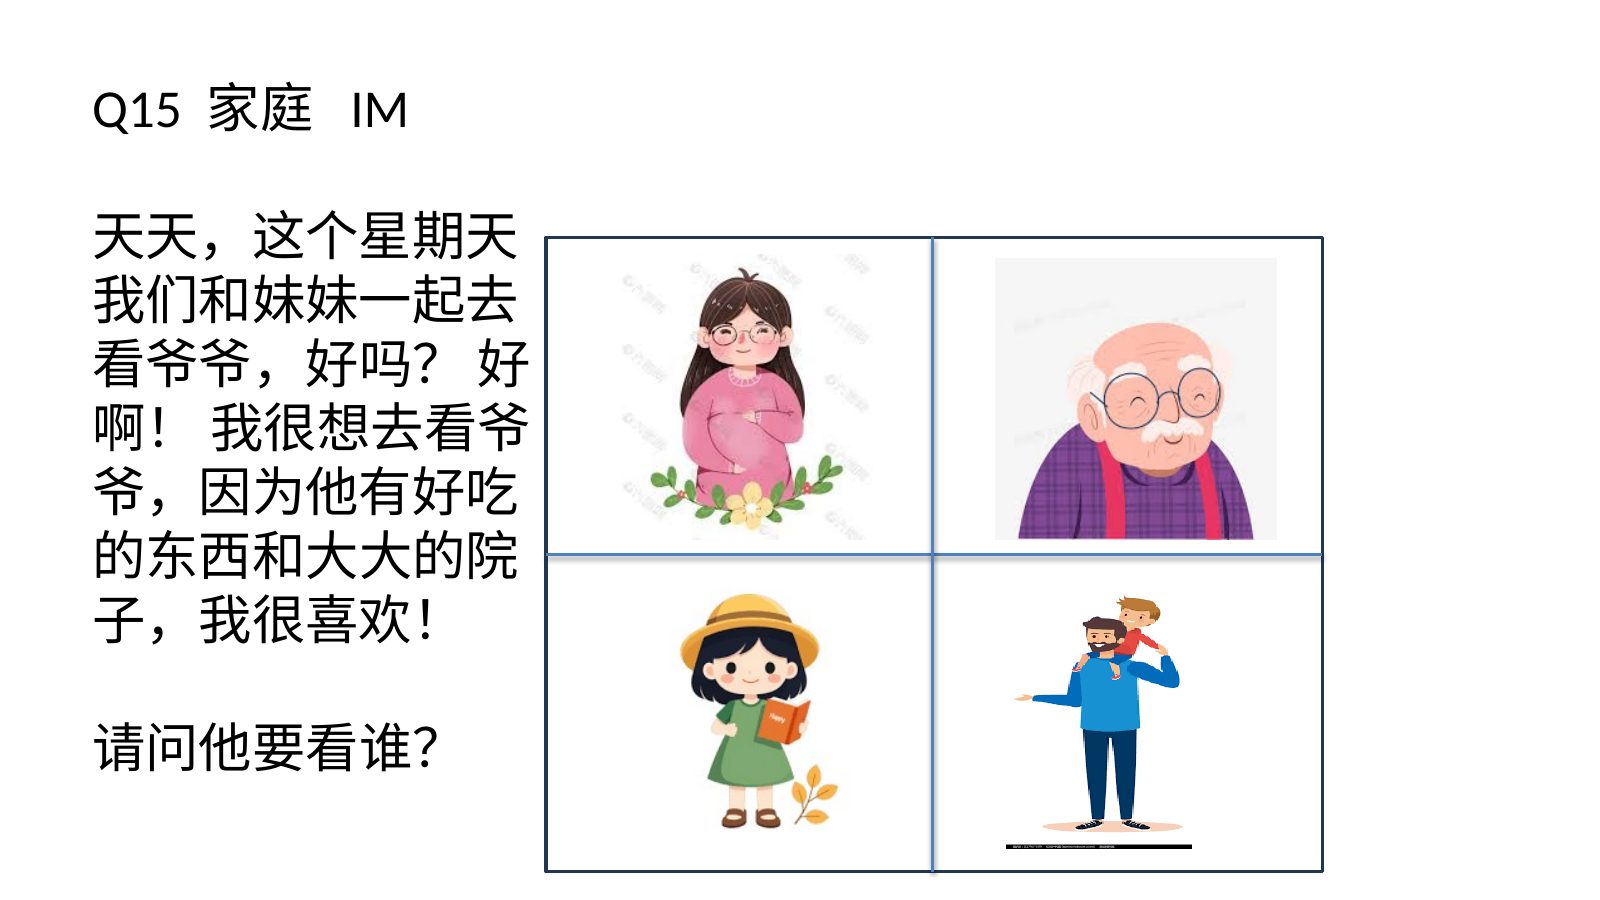 Q15 家庭 IM
天天，这个星期天
我们和妹妹一起去
看爷爷，好吗？ 好
啊！ 我很想去看爷
爷，因为他有好吃
的东西和大大的院
子，我很喜欢！
请问他要看谁？
Happy